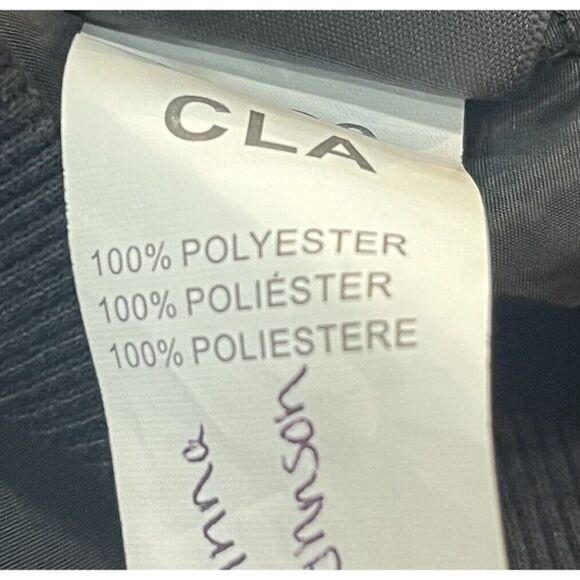 CLA
100% POLYESTER
100% POLIÉSTER
100% POLIESTERE